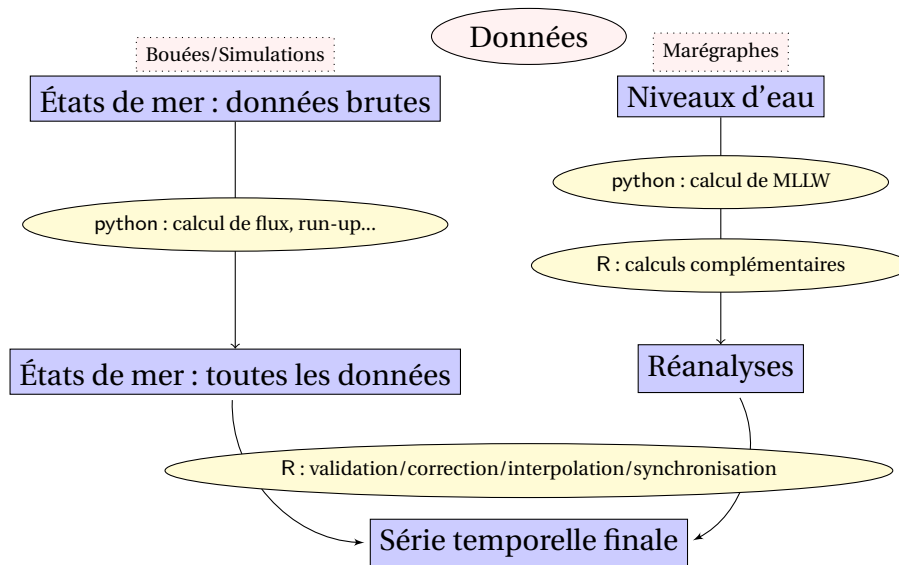 Données
Bouées/Simulations
Marégraphes
États de mer : données brutes
Niveaux d'eau
python : calcul de MLLW
python : calcul de flux, run-up...
R : calculs complémentaires
États de mer : toutes les données
Réanalyses
R : validation/correction/interpolation/synchronisation
Série temporelle finale